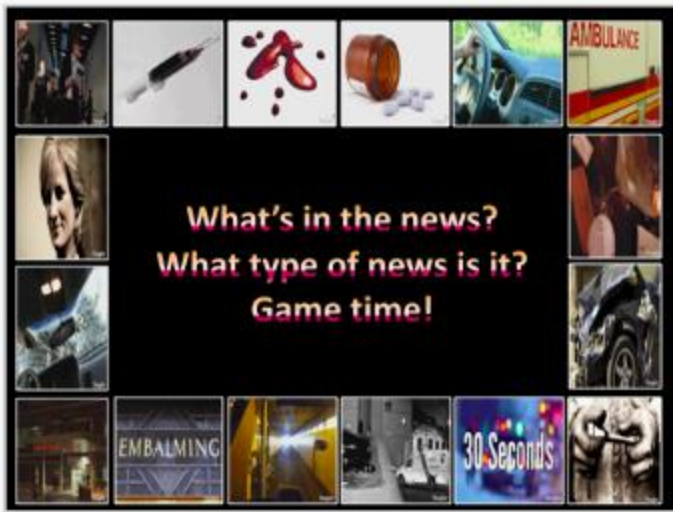 AMBULANCE
What's in the news?
What type of news is it?
Game time!
EMBALMING
30 Seconds